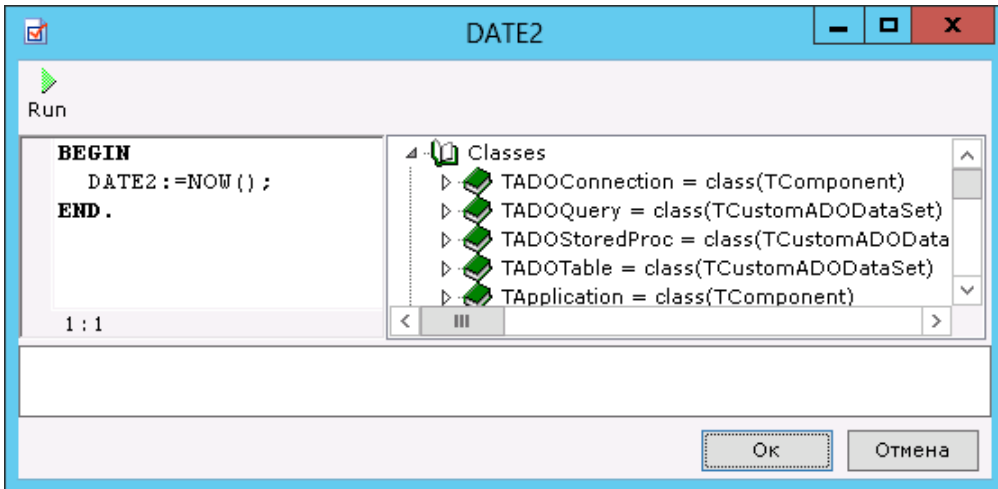 DATE2
Run
BEGIN
DATE2:=NOW();
END.
1:1
Classes
TADOConnection = class(TComponent)
TADOQuery = class(TCustomADODataSet)
TADOStoredProc = class(TCustomADOData
TADOTable = class(TCustomADODataSet)
TApplication = class(TComponent)
Ок
Отмена